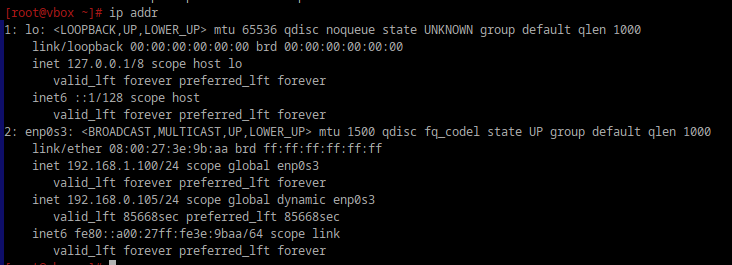 [root@vbox ~]# ip addr
1: lo: <LOOPBACK,UP,LOWER_UP> mtu 65536 qdisc noqueue state UNKNOWN group default qlen 1000
    link/loopback 00:00:00:00:00:00 brd 00:00:00:00:00:00
    inet 127.0.0.1/8 scope host lo
       valid_lft forever preferred_lft forever
    inet6 ::1/128 scope host
       valid_lft forever preferred_lft forever
2: enp0s3: <BROADCAST,MULTICAST,UP,LOWER_UP> mtu 1500 qdisc fq_codel state UP group default qlen 1000
    link/ether 08:00:27:3e:9b:aa brd ff:ff:ff:ff:ff:ff
    inet 192.168.1.100/24 scope global enp0s3
       valid_lft forever preferred_lft forever
    inet 192.168.0.105/24 scope global dynamic enp0s3
       valid_lft 85668sec preferred_lft 85668sec
    inet6 fe80::a00:27ff:fe3e:9baa/64 scope link
       valid_lft forever preferred_lft forever